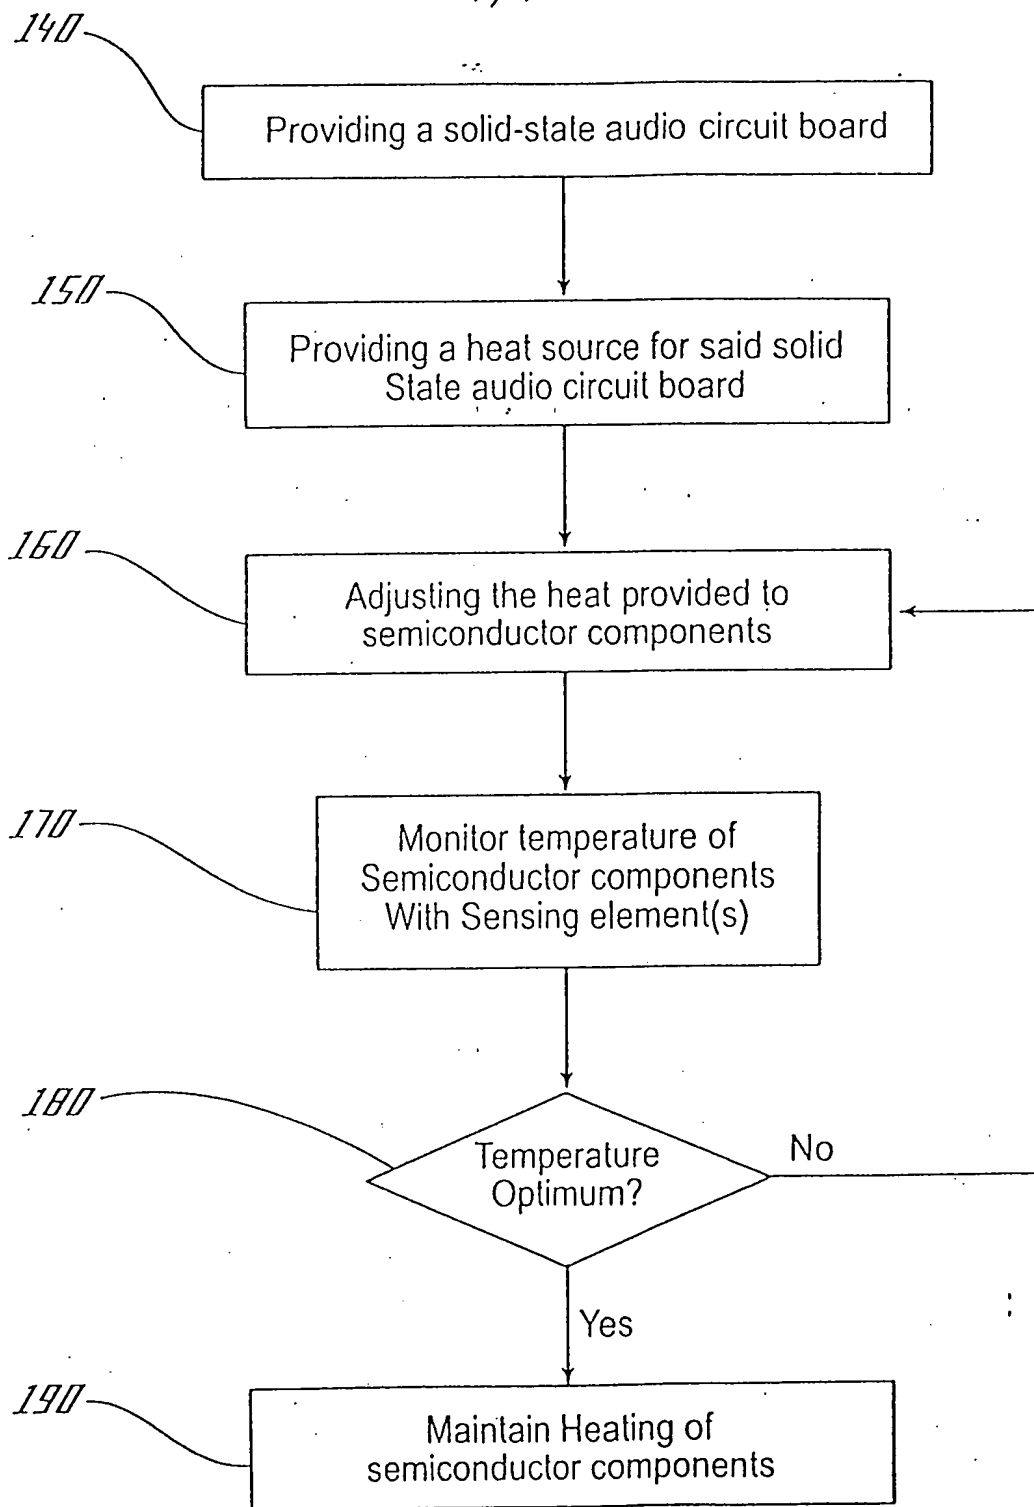 140
Providing a solid-state audio circuit board
150
Providing a heat source for said solid
State audio circuit board
160
Adjusting the heat provided to
semiconductor components
170
Monitor temperature of
Semiconductor components
With Sensing element(s)
180
Temperature
Optimum?
No
Yes
190
Maintain Heating of
semiconductor components